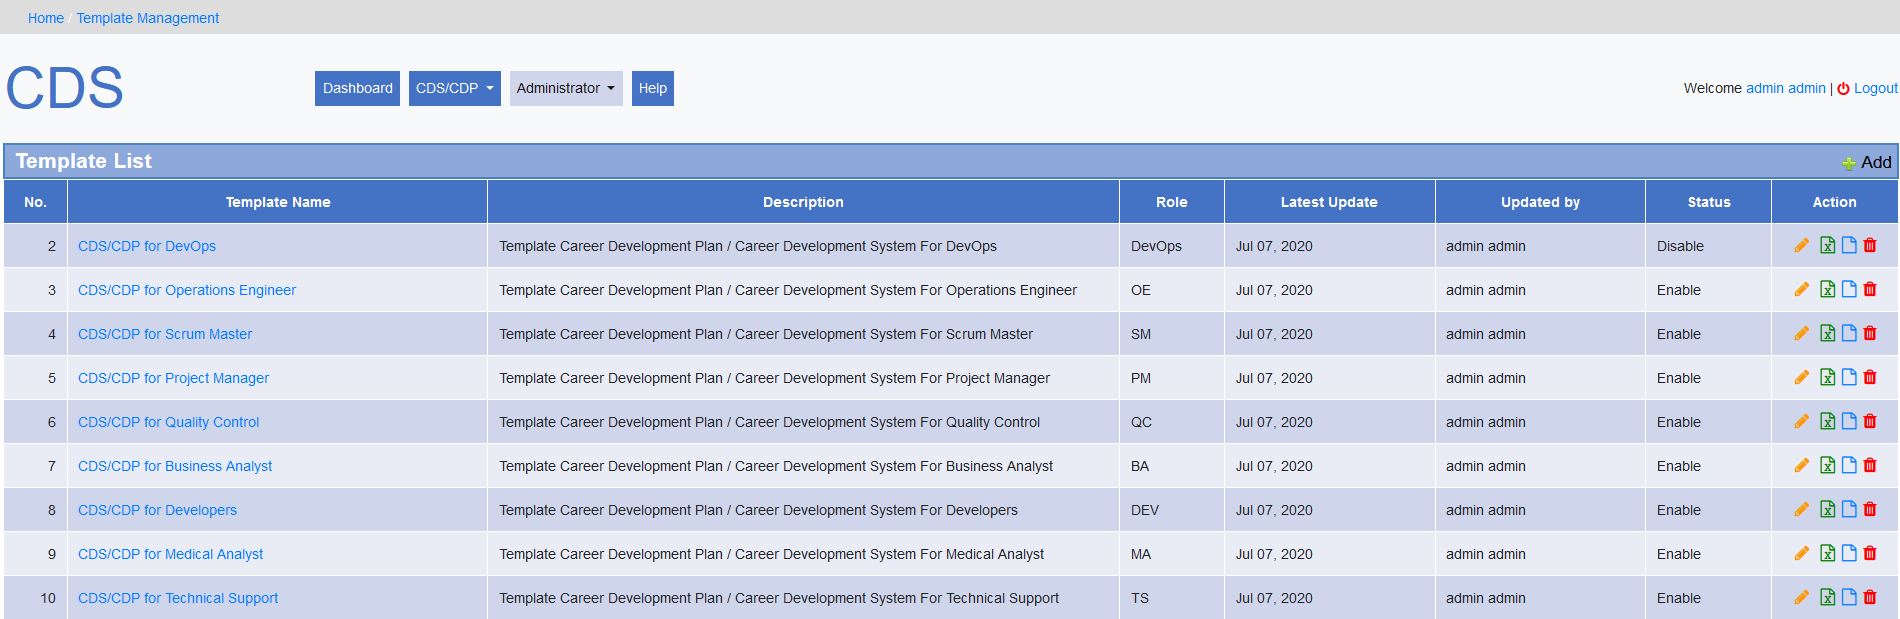 Home / Template Management
CDS
Dashboard CDS/CDP Administrator Help Welcome admin admin | Logout
Template List Add
No. Template Name Description Role Latest Update Updated by Status Action
2 CDS/CDP for DevOps Template Career Development Plan / Career Development System For DevOps DevOps Jul 07, 2020 admin admin Disable
3 CDS/CDP for Operations Engineer Template Career Development Plan / Career Development System For Operations Engineer OE Jul 07, 2020 admin admin Enable
4 CDS/CDP for Scrum Master Template Career Development Plan / Career Development System For Scrum Master SM Jul 07, 2020 admin admin Enable
5 CDS/CDP for Project Manager Template Career Development Plan / Career Development System For Project Manager PM Jul 07, 2020 admin admin Enable
6 CDS/CDP for Quality Control Template Career Development Plan / Career Development System For Quality Control QC Jul 07, 2020 admin admin Enable
7 CDS/CDP for Business Analyst Template Career Development Plan / Career Development System For Business Analyst BA Jul 07, 2020 admin admin Enable
8 CDS/CDP for Developers Template Career Development Plan / Career Development System For Developers DEV Jul 07, 2020 admin admin Enable
9 CDS/CDP for Medical Analyst Template Career Development Plan / Career Development System For Medical Analyst MA Jul 07, 2020 admin admin Enable
10 CDS/CDP for Technical Support Template Career Development Plan / Career Development System For Technical Support TS Jul 07, 2020 admin admin Enable